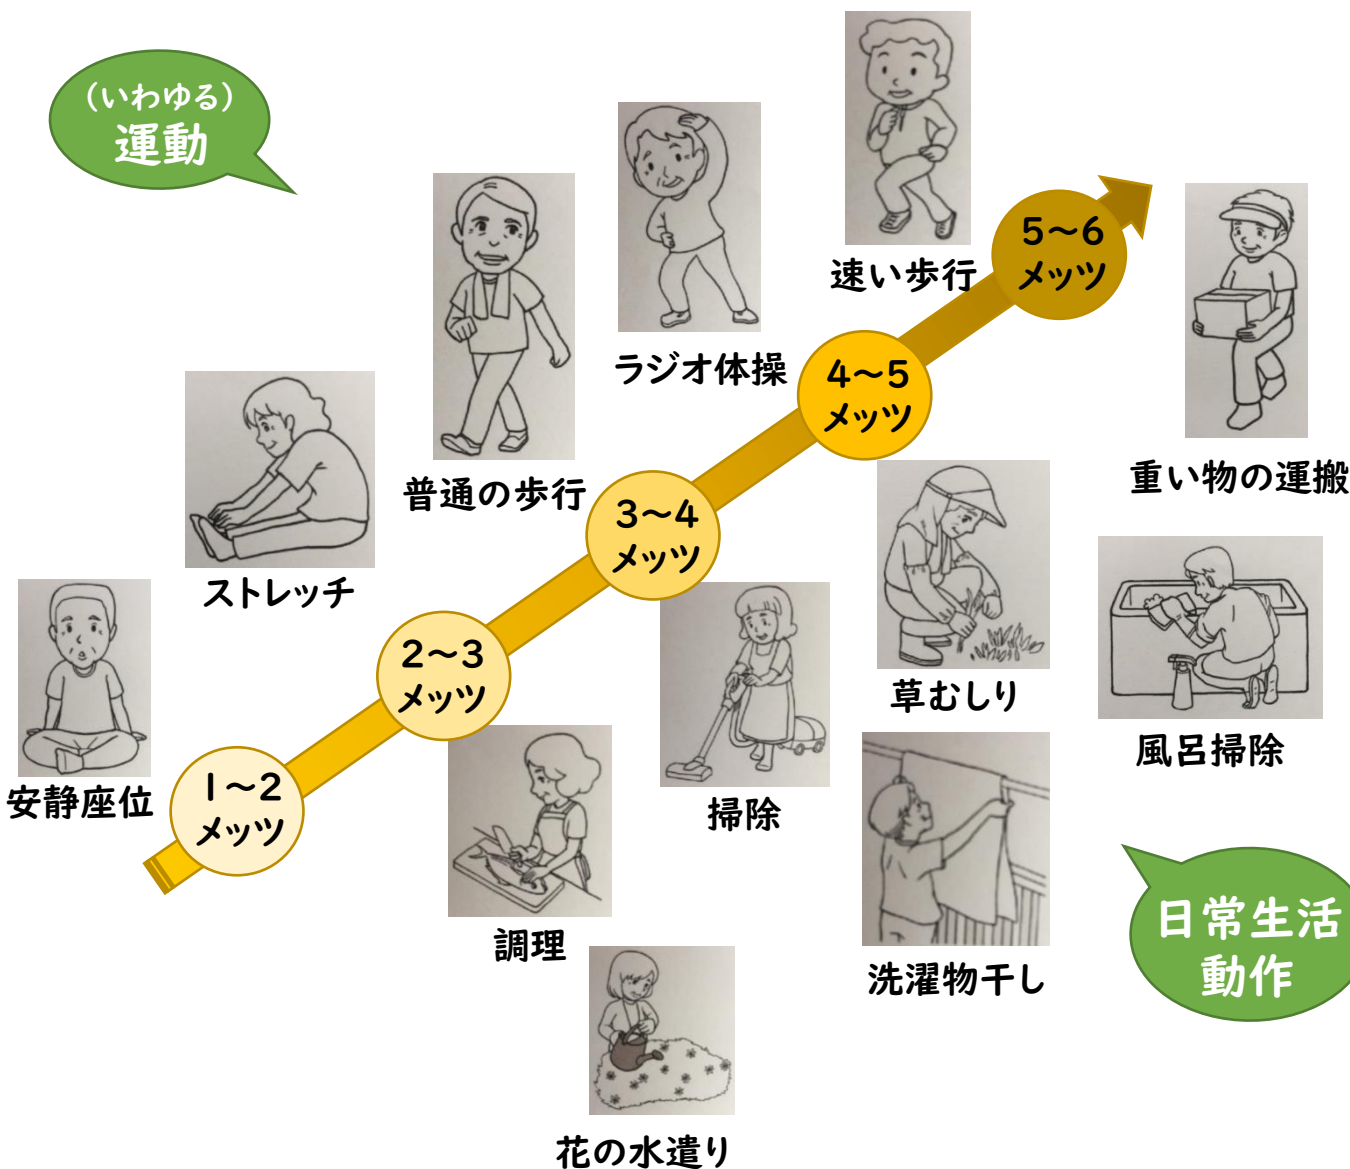 (いわゆる)
運動
速い歩行
5～6
メッツ
ラジオ体操
4～5
メッツ
重い物の運搬
普通の歩行
3～4
メッツ
ストレッチ
2～3
メッツ
草むしり
風呂掃除
安静座位
1～2
メッツ
掃除
調理
洗濯物干し
日常生活
動作
花の水遣り